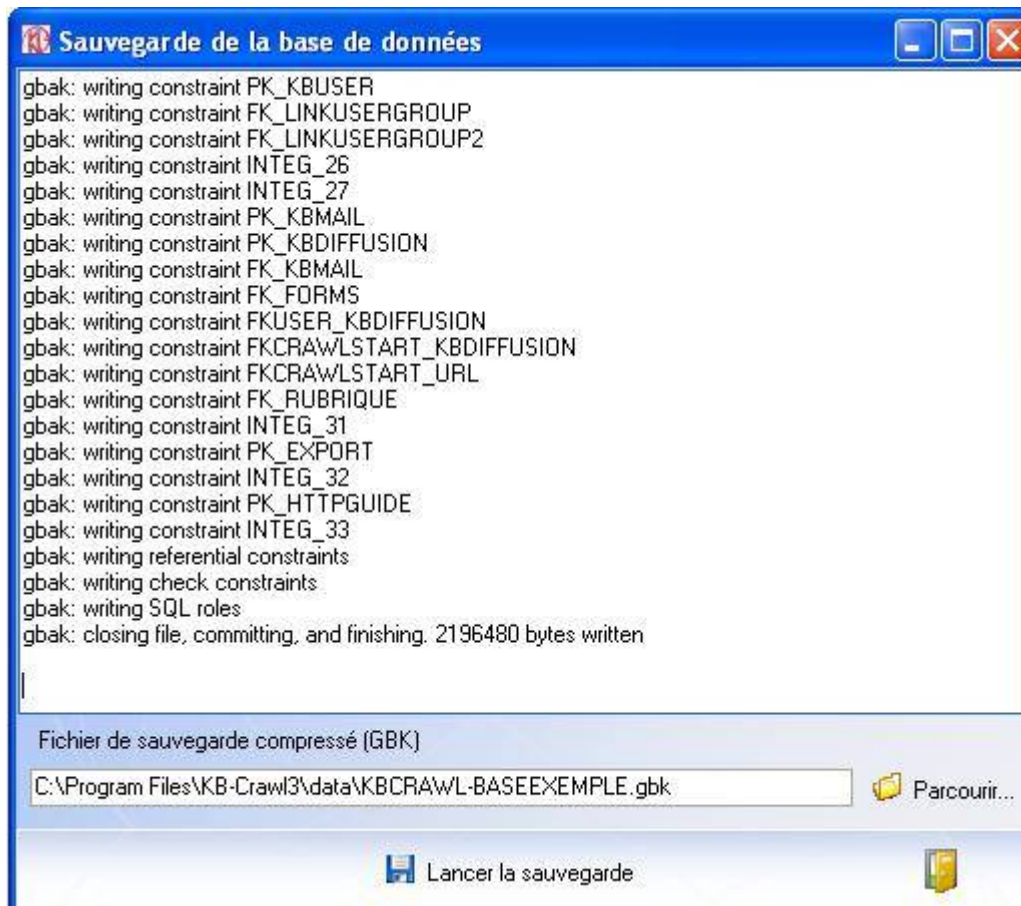 Sauvegarde de la base de données
gbak: writing constraint PK_KBUSER
gbak: writing constraint FK_LINKUSERGROUP
gbak: writing constraint FK_LINKUSERGROUP2
gbak: writing constraint INTEG_26
gbak: writing constraint INTEG_27
gbak: writing constraint PK_KBMAIL
gbak: writing constraint PK_KBDIFFUSION
gbak: writing constraint FK_KBMAIL
gbak: writing constraint FK_FORMS
gbak: writing constraint FKUSER_KBDIFFUSION
gbak: writing constraint FKCRAWLSTART_KBDIFFUSION
gbak: writing constraint FKCRAWLSTART_URL
gbak: writing constraint FK_RUBRIQUE
gbak: writing constraint INTEG_31
gbak: writing constraint PK_EXPORT
gbak: writing constraint INTEG_32
gbak: writing constraint PK_HTTPGUIDE
gbak: writing constraint INTEG_33
gbak: writing referential constraints
gbak: writing check constraints
gbak: writing SQL roles
gbak: closing file, committing, and finishing. 2196480 bytes written
Fichier de sauvegarde compressé (GBK)
C:\Program Files\KB-Crawl3\data\KBCRAWL-BASEEXEMPLE.gbk
Parcourir...
Lancer la sauvegarde